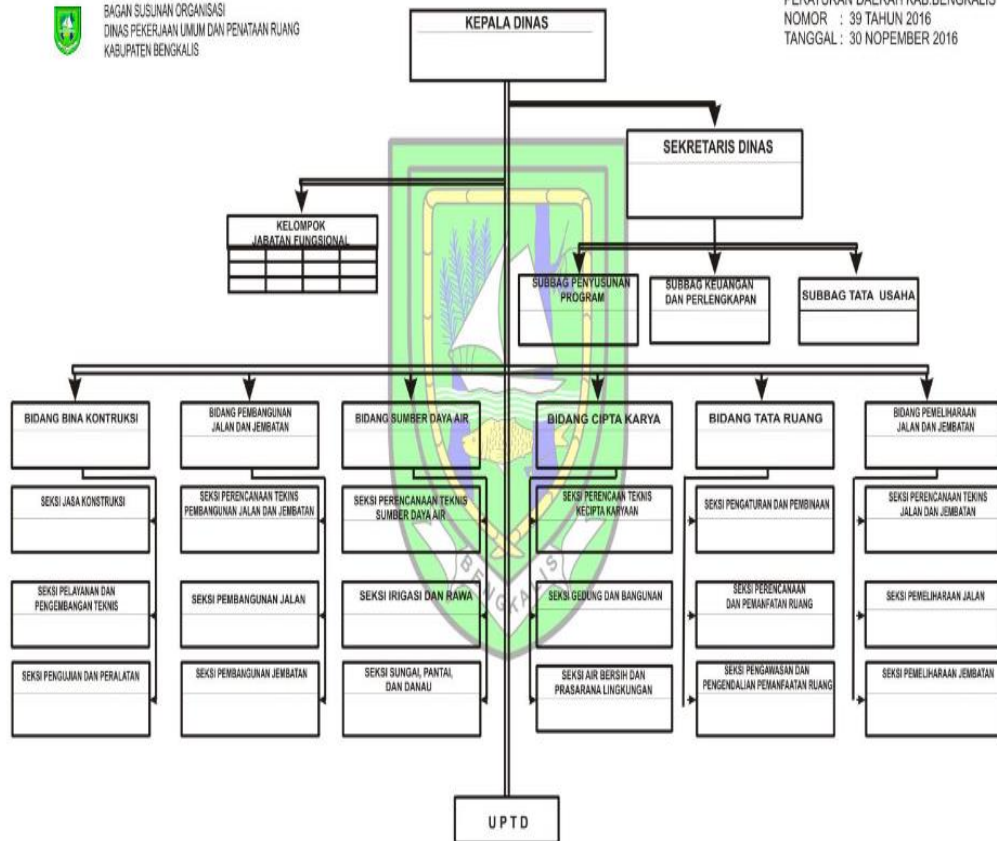 BAGAN SUSUNAN ORGANISASI
DINAS PEKERJAAN UMUM DAN PENATAAN RUANG
KABUPATEN BENGKALIS
PERATURAN DAERAH KAB.BENGKALIS
NOMOR : 39 TAHUN 2016
TANGGAL : 30 NOPEMBER 2016
KEPALA DINAS
SEKRETARIS DINAS
KELOMPOK
JABATAN FUNGSIONAL
SUBBAG PENYUSUNAN
PROGRAM
SUBBAG KEUANGAN
DAN PERLENGKAPAN
SUBBAG TATA USAHA
BIDANG BINA KONTRUKSI
BIDANG PEMBANGUNAN
JALAN DAN JEMBATAN
BIDANG SUMBER DAYA AIR
BIDANG CIPTA KARYA
BIDANG TATA RUANG
BIDANG PEMELIHARAAN
JALAN DAN JEMBATAN
SEKSI JASA KONSTRUKSI
SEKSI PERENCANAAN TEKINS
PEMBANGUNAN JALAN DAN JEMBATAN
SEKSI PERENCANAAN TEKNIS
SUMBER DAYA AIR
SEKSI PERENCAAN TEKNIS
KECIPTA KARYAAN
SEKSI PENGATURAN DAN PEMBINAAN
SEKSI PERENCANAAN TEKINS
JALAN DAN JEMBATAN
SEKSI PELAYANAN DAN
PENGEMBANGAN TEKNIS
SEKSI PEMBANGUNAN JALAN
SEKSI IRIGASI DAN RAWA
SEKSI GEDUNG DAN BANGUNAN
SEKSI PERENCANAAN
DAN PEMANFATAN RUANG
SEKSI PEMELIHARAAN JALAN
SEKSI PENGUJIAN DAN PERALATAN
SEKSI PEMBANGUNAN JEMBATAN
SEKSI SUNGAI, PANTAI,
DAN DANAU
SEKSI AIR BERSIH DAN
PRASARANA LINGKUNGAN
SEKSI PENGAWASAN DAN
PENGENDALIAN PEMANFAATAN RUANG
SEKSI PEMELIHARAAN JEMBATAN
BENGKALIS
U P T D